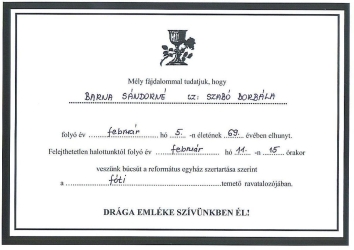 Mély fájdalommal tudatjuk, hogy
BARNA SÁNDORNÉ sz: SZABÓ BORBÁLA
folyó év február hó 5. -n életének 69. évében elhunyt.
Felejthetetlen halottunktól folyó év február hó 11. -n 15 órakor
veszünk búcsút a református egyház szertartása szerint
a fóti temető ravatalozójában.
DRÁGA EMLÉKE SZÍVÜNKBEN ÉL!